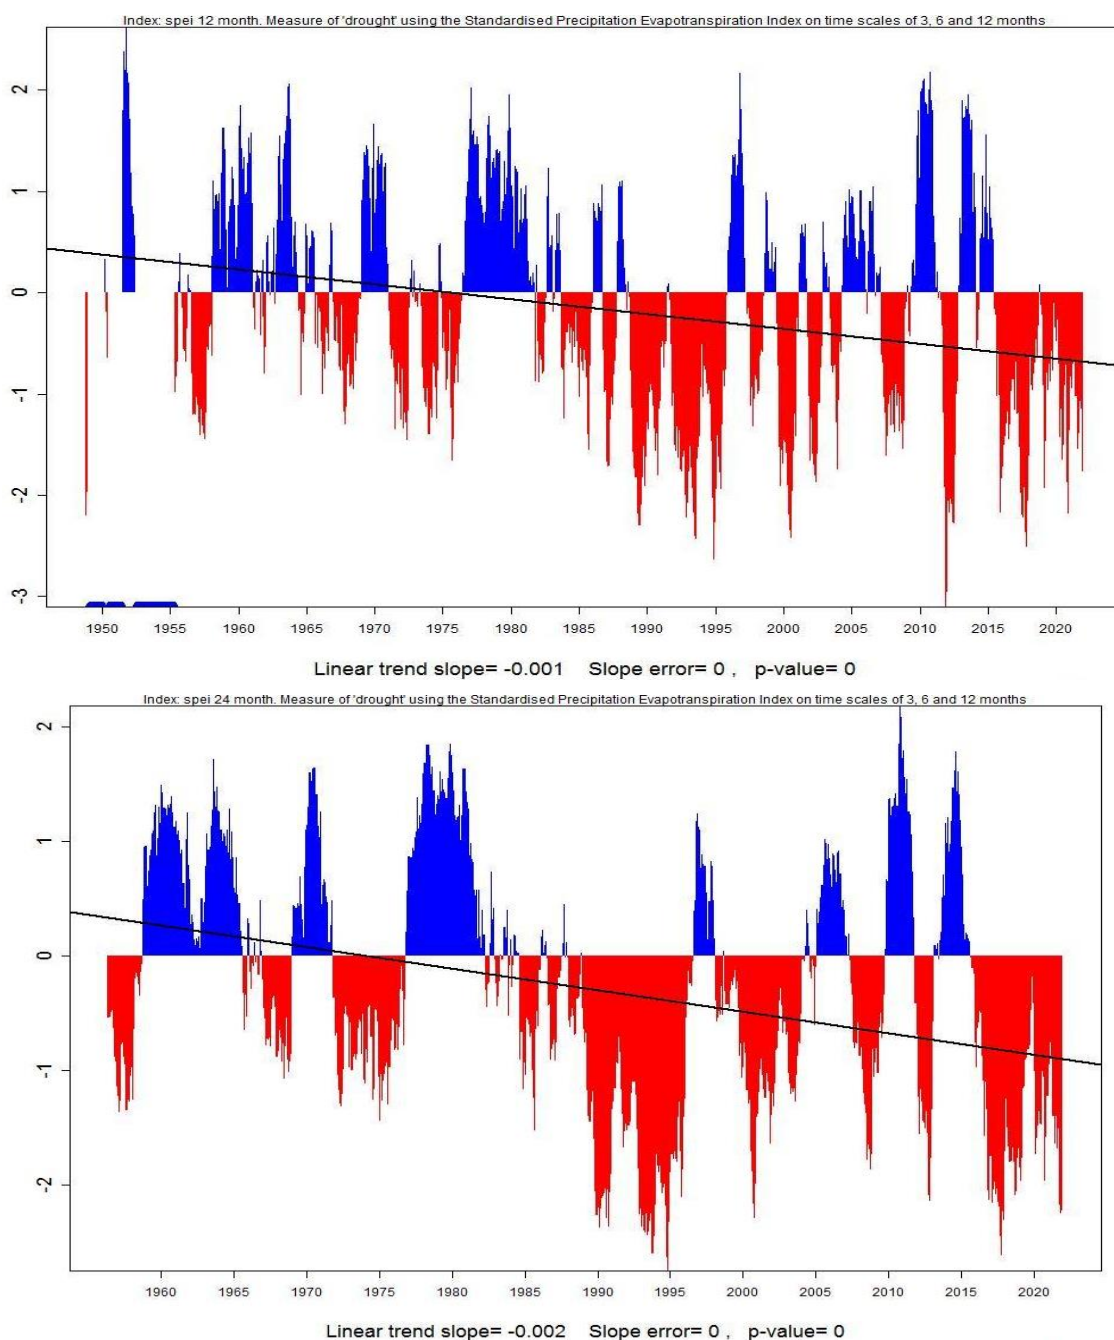 Index: spei 12 month. Measure of 'drought' using the Standardised Precipitation Evapotranspiration Index on time scales of 3, 6 and 12 months
2
1
0
-1
-2
-3
1950 1955 1960 1965 1970 1975 1980 1985 1990 1995 2000 2005 2010 2015 2020
Linear trend slope= -0.001 Slope error= 0 , p-value= 0
Index: spei 24 month. Measure of 'drought' using the Standardised Precipitation Evapotranspiration Index on time scales of 3, 6 and 12 months
2
1
0
-1
-2
1960 1965 1970 1975 1980 1985 1990 1995 2000 2005 2010 2015 2020
Linear trend slope= -0.002 Slope error= 0 , p-value= 0